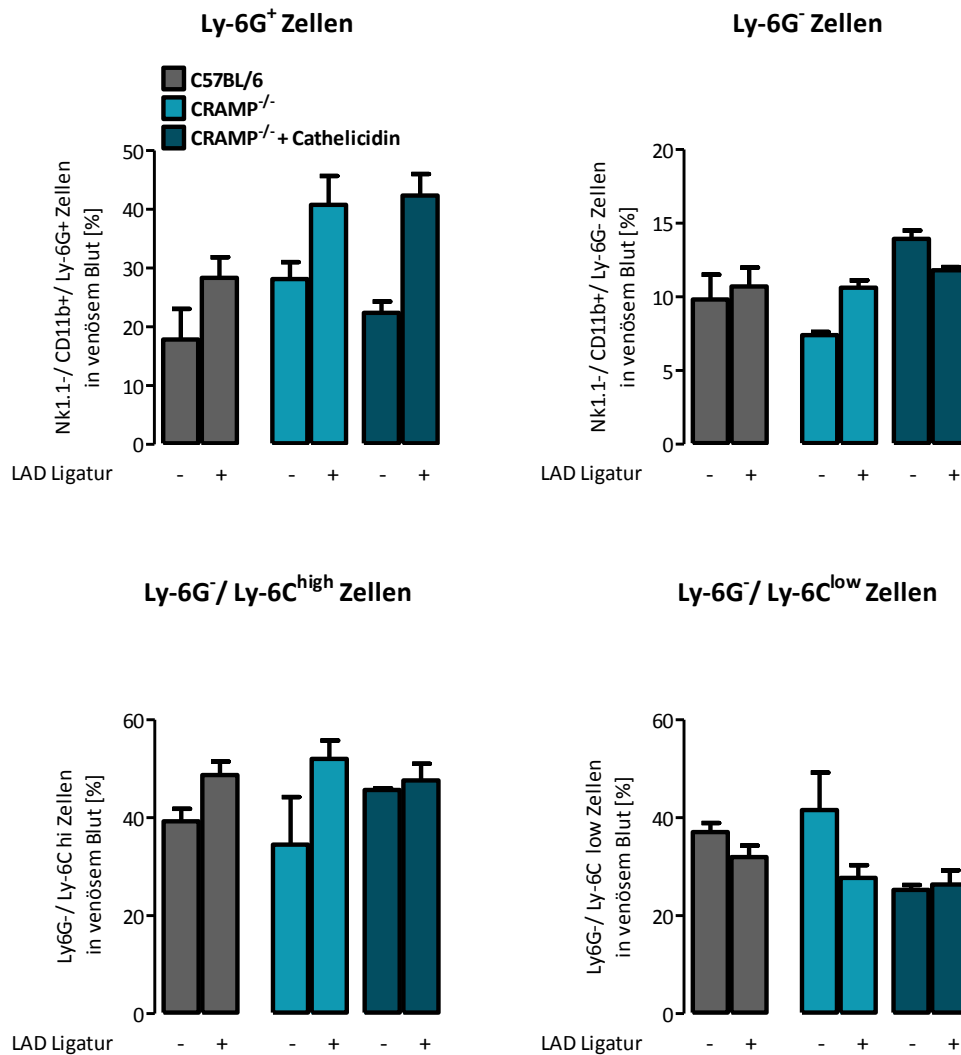 Ly-6G+ Zellen
C57BL/6
CRAMP-/-
CRAMP-/- + Cathelicidin
Nk1.1-/ CD11b+/ Ly-6G+ Zellen
in venösem Blut [%]
50
40
30
20
10
0
LAD Ligatur - + - + - +
Ly-6G- Zellen
Nk1.1-/ CD11b+/ Ly-6G- Zellen
in venösem Blut [%]
20
15
10
5
0
LAD Ligatur - + - + - +
Ly-6G-/ Ly-6Chigh Zellen
Ly6G-/ Ly-6C hi Zellen
in venösem Blut [%]
60
40
20
0
LAD Ligatur - + - + - +
Ly-6G-/ Ly-6Clow Zellen
Ly6G-/ Ly-6C low Zellen
in venösem Blut [%]
60
40
20
0
LAD Ligatur - + - + - +